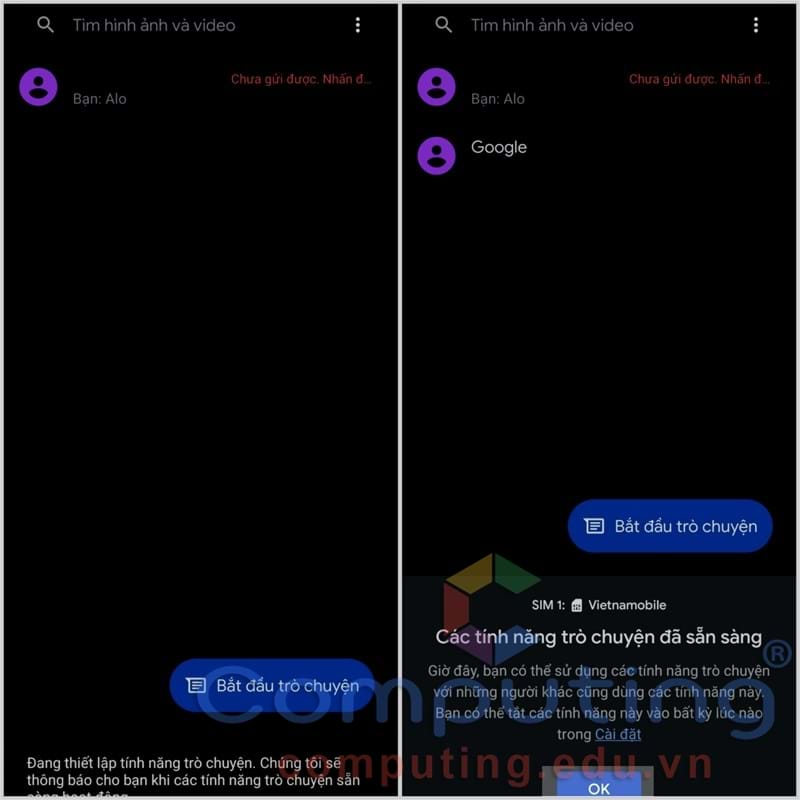 Tìm hình ảnh và video
Chưa gửi được. Nhấn đ...
Bạn: Alo
Bắt đầu trò chuyện
Đang thiết lập tính năng trò chuyện. Chúng tôi sẽ
thông báo cho bạn khi các tính năng trò chuyện sẵn
sàng hoạt động.
Tìm hình ảnh và video
Chưa gửi được. Nhấn đ...
Bạn: Alo
Google
Bắt đầu trò chuyện
SIM 1: Vietnamobile
Các tính năng trò chuyện đã sẵn sàng
Giờ đây, bạn có thể sử dụng các tính năng trò chuyện
với những người khác cũng dùng các tính năng này.
Bạn có thể tắt các tính năng này vào bất kỳ lúc nào
trong Cài đặt
OK
Computing®
computing.edu.vn